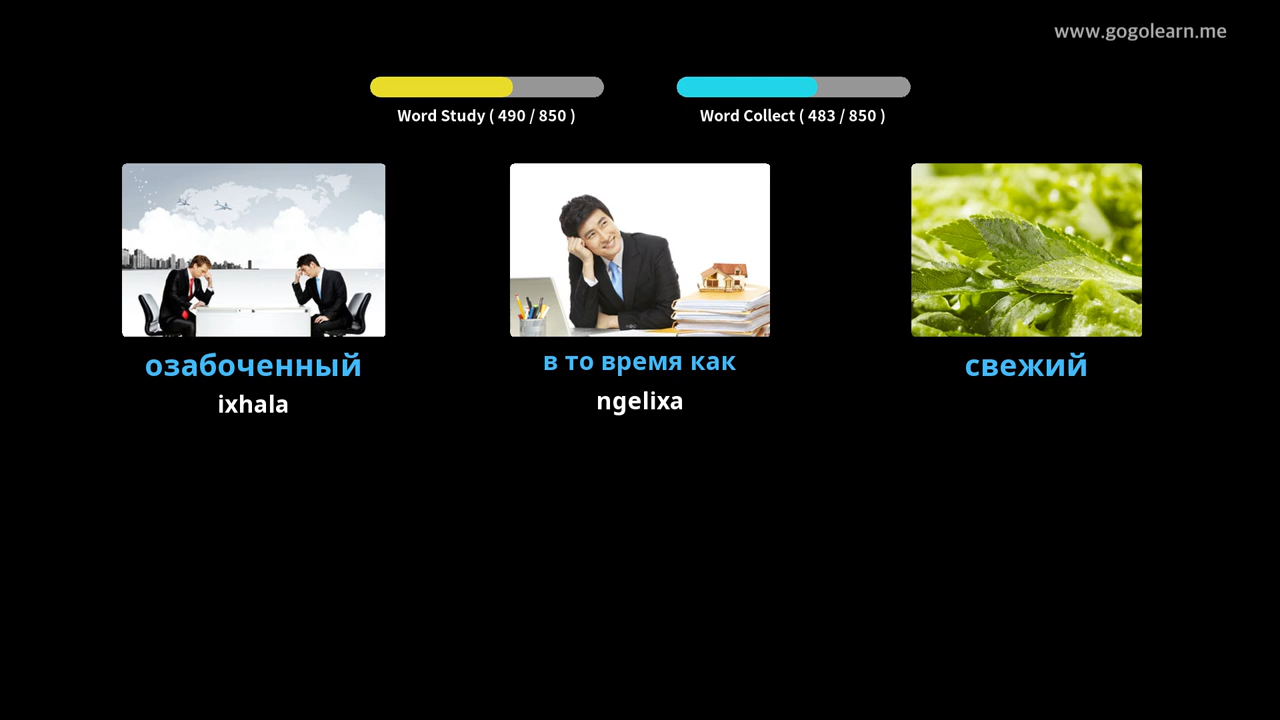 www.gogolearn.me
Word Study ( 490 / 850 )
Word Collect ( 483 / 850 )
озабоченный
ixhala
в то время как
ngelixa
свежий